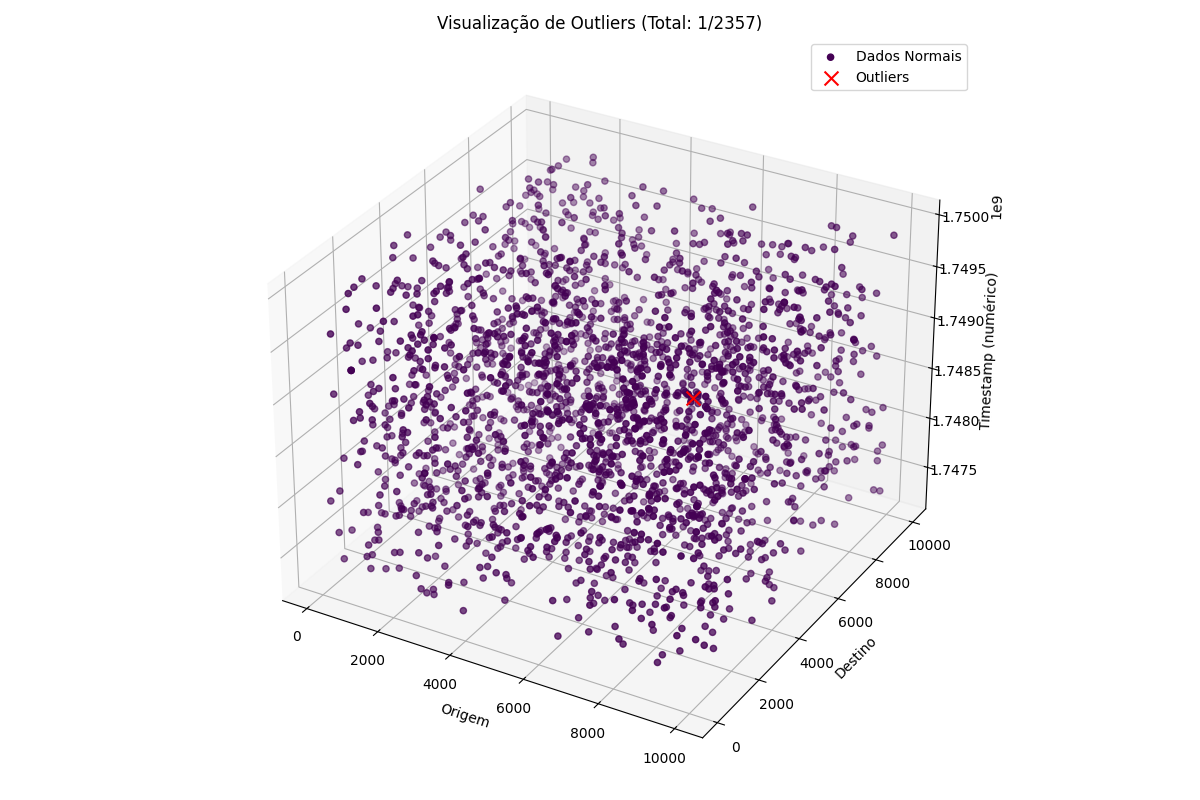 Visualização de Outliers (Total: 1/2357)
Dados Normais
Outliers
1e9
1.7500
1.7495
1.7490
1.7485
1.7480
1.7475
Timestamp (numérico)
0
2000
4000
6000
8000
10000
Origem
0
2000
4000
6000
8000
10000
Destino